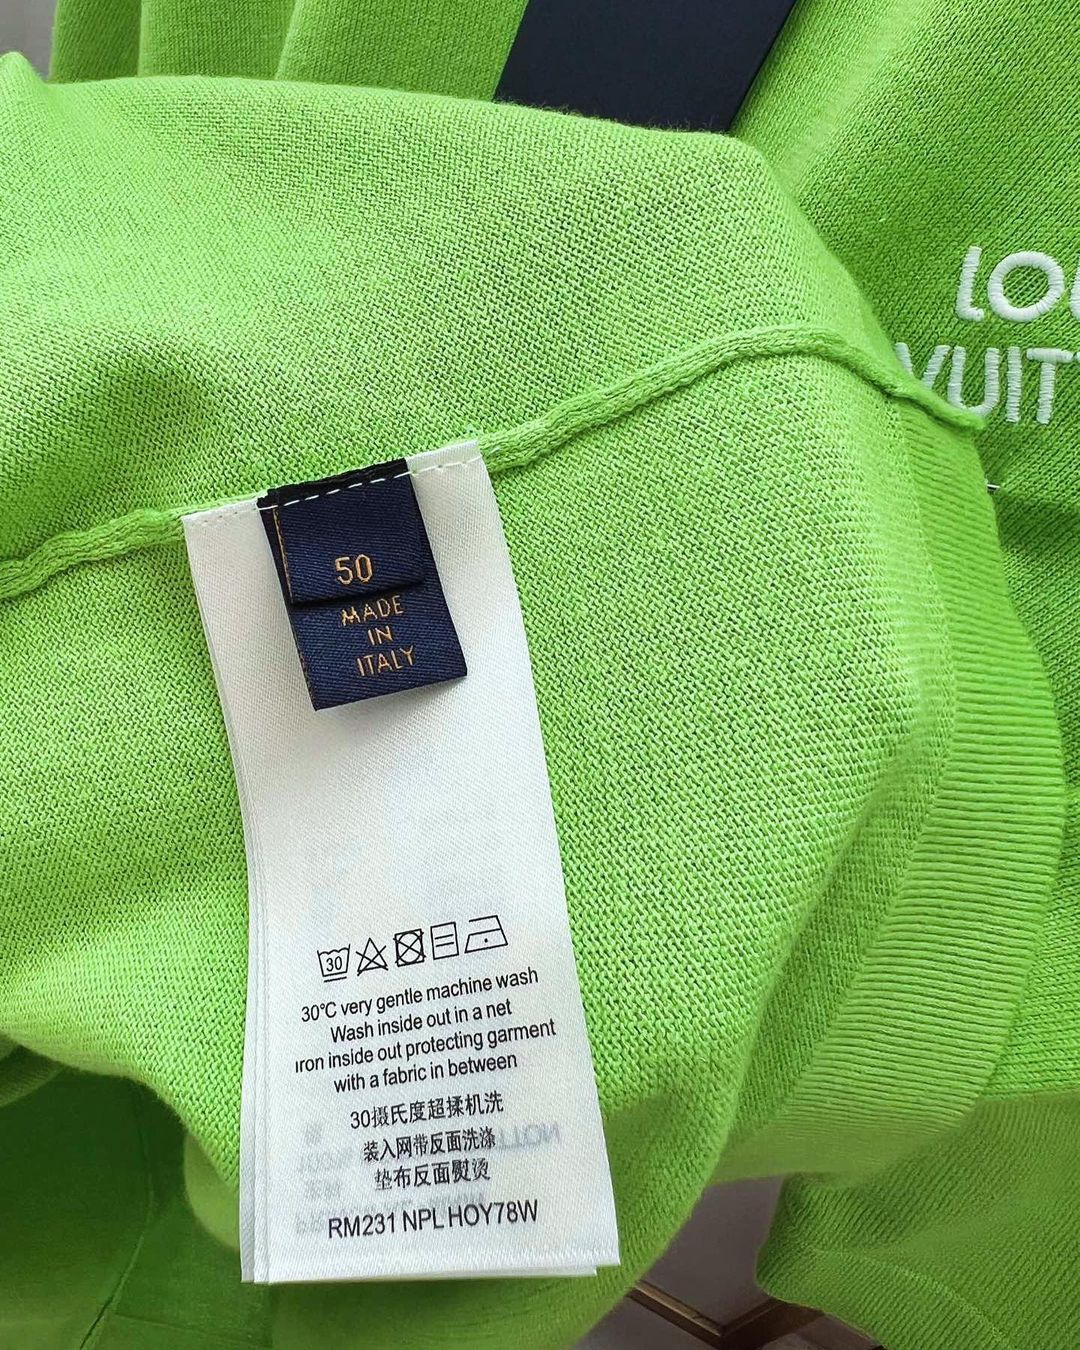 LO
VUIT
50
MADE
IN
ITALY
30
30℃ very gentle machine wash
Wash inside out in a net
Iron inside out protecting garment
with a fabric in between
30摄氏度超揉机洗
装入网带反面洗涤
垫布反面熨烫
RM231 NPL HOY78W